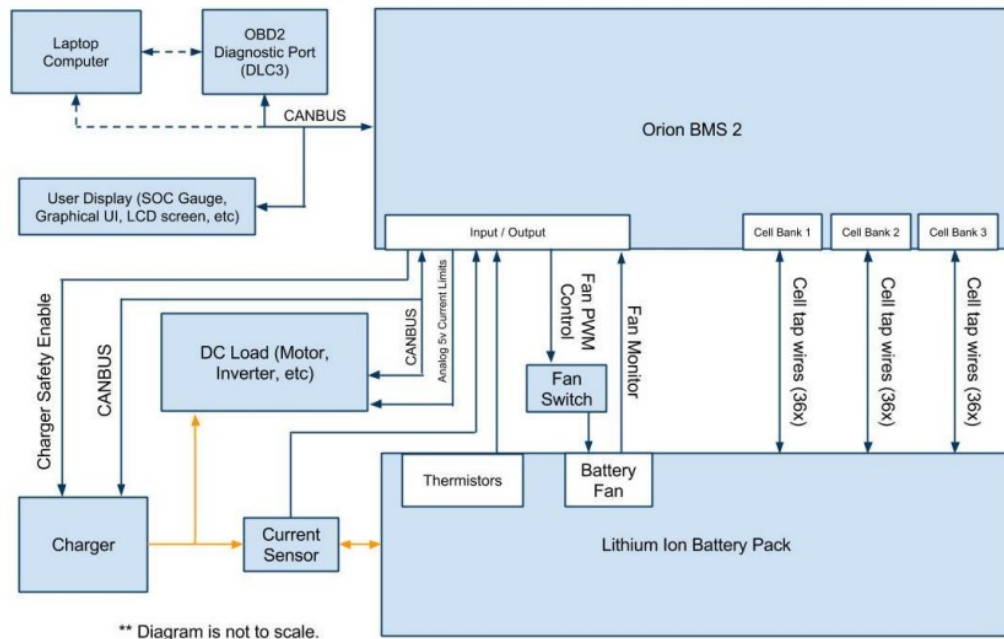 Laptop
Computer
OBD2
Diagnostic Port
(DLC3)
CANBUS
Orion BMS 2
User Display (SOC Gauge,
Graphical UI, LCD screen, etc)
Input / Output
Cell Bank 1
Cell Bank 2
Cell Bank 3
Charger Safety Enable
CANBUS
DC Load (Motor,
Inverter, etc)
CANBUS
Analog 5v Current Limits
Fan PWM
Control
Fan Monitor
Cell tap wires (36x)
Cell tap wires (36x)
Cell tap wires (36x)
Fan
Switch
Thermistors
Battery
Fan
Charger
Current
Sensor
Lithium Ion Battery Pack
** Diagram is not to scale.